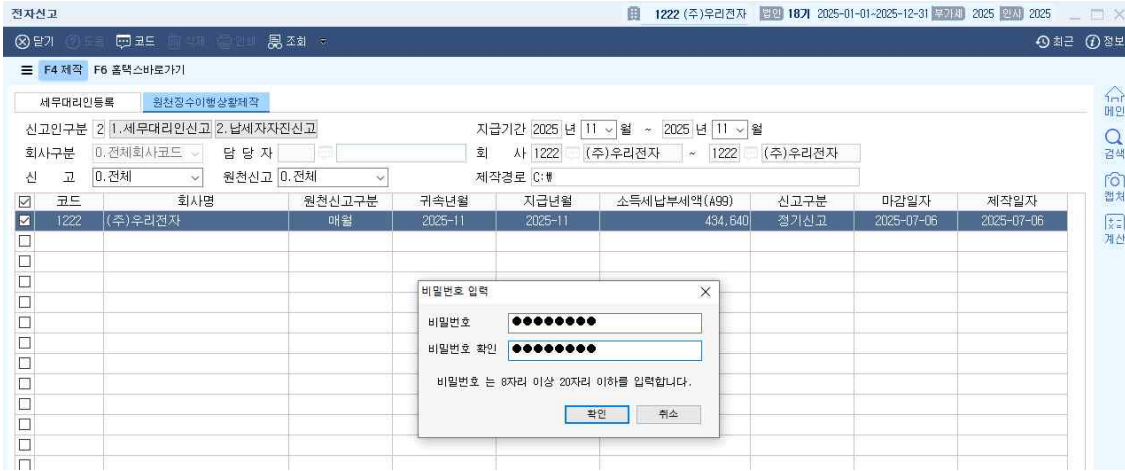 전자신고 1222 (주)우리전자 법인 18기 2025-01-01~2025-12-31 부가세 2025 인사 2025
닫기 도움 코드 삭제 인쇄 조회 최근 정보
F4 제작 F6 홈택스바로가기
세무대리인등록 원천징수이행상황제작
메인
신고인구분 2 1.세무대리인신고 2.납세자자진신고 지급기간 2025 년 11 월 ~ 2025 년 11 월
회사구분 0.전체회사코드 담 당 자 회 사 1222 (주)우리전자 ~ 1222 (주)우리전자
검색
신 고 0.전체 원천신고 0.전체 제작경로 C:₩
캡처
코드 회사명 원천신고구분 귀속년월 지급년월 소득세납부세액(A99) 신고구분 마감일자 제작일자
1222 (주)우리전자 매월 2025-11 2025-11 434,640 정기신고 2025-07-06 2025-07-06
계산
비밀번호 입력
비밀번호 ●●●●●●●●
비밀번호 확인 ●●●●●●●●
비밀번호 는 8자리 이상 20자리 이하를 입력합니다.
확인 취소